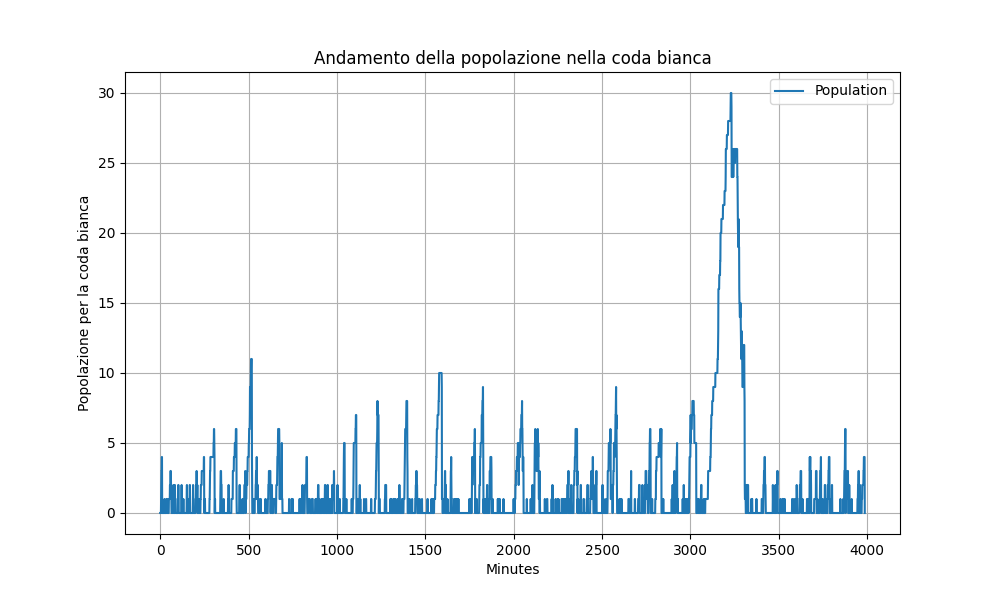 Andamento della popolazione nella coda bianca
Population
Popolazione per la coda bianca
30
25
20
15
10
5
0
0 500 1000 1500 2000 2500 3000 3500 4000
Minutes